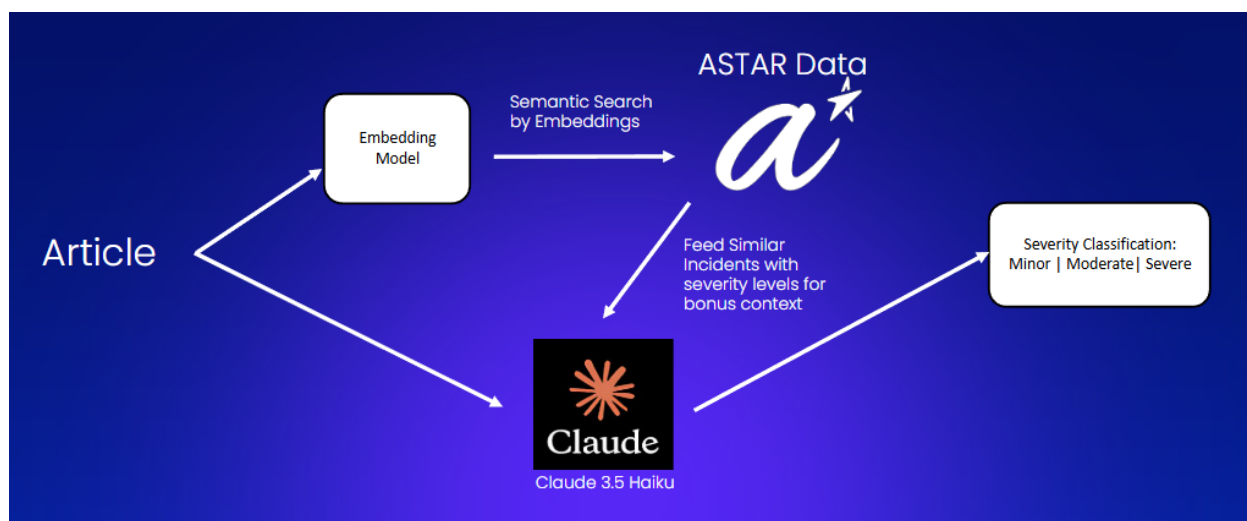 ASTAR Data
a
Semantic Search
by Embeddings
Embedding
Model
Article
Feed Similar
Incidents with
severity levels for
bonus context
Severity Classification:
Minor | Moderate| Severe
Claude
Claude 3.5 Haiku